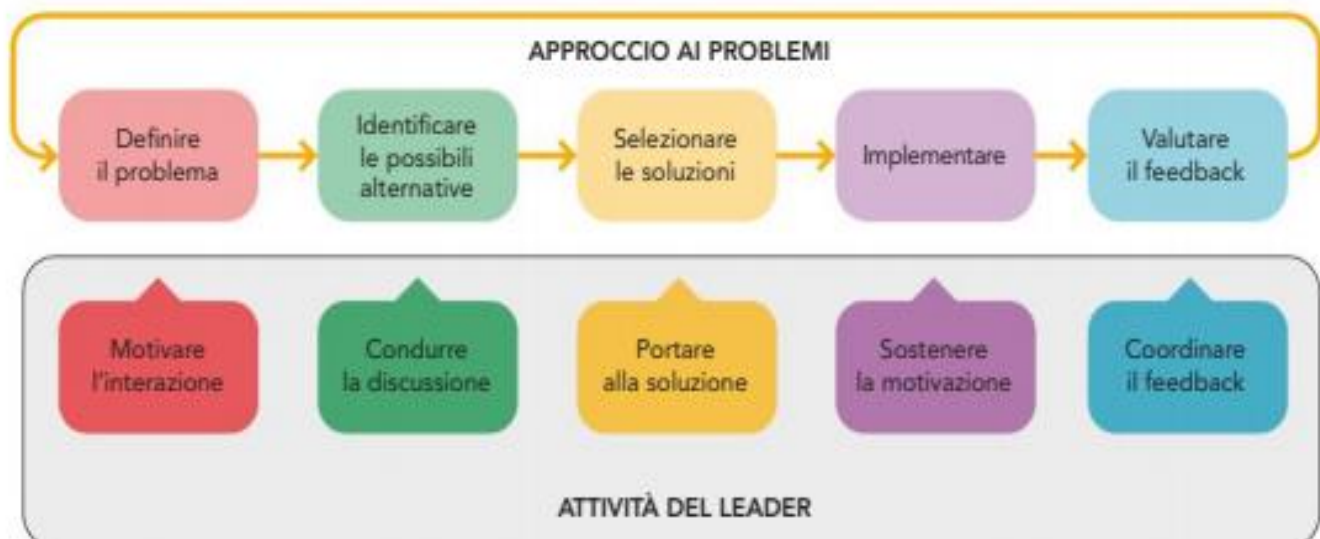 APPROCCIO AI PROBLEMI
Definire
il problema
Identificare
le possibili
alternative
Selezionare
le soluzioni
Implementare
Valutare
il feedback
Motivare
l'interazione
Condurre
la discussione
Portare
alla soluzione
Sostenere
la motivazione
Coordinare
il feedback
ATTIVITÀ DEL LEADER